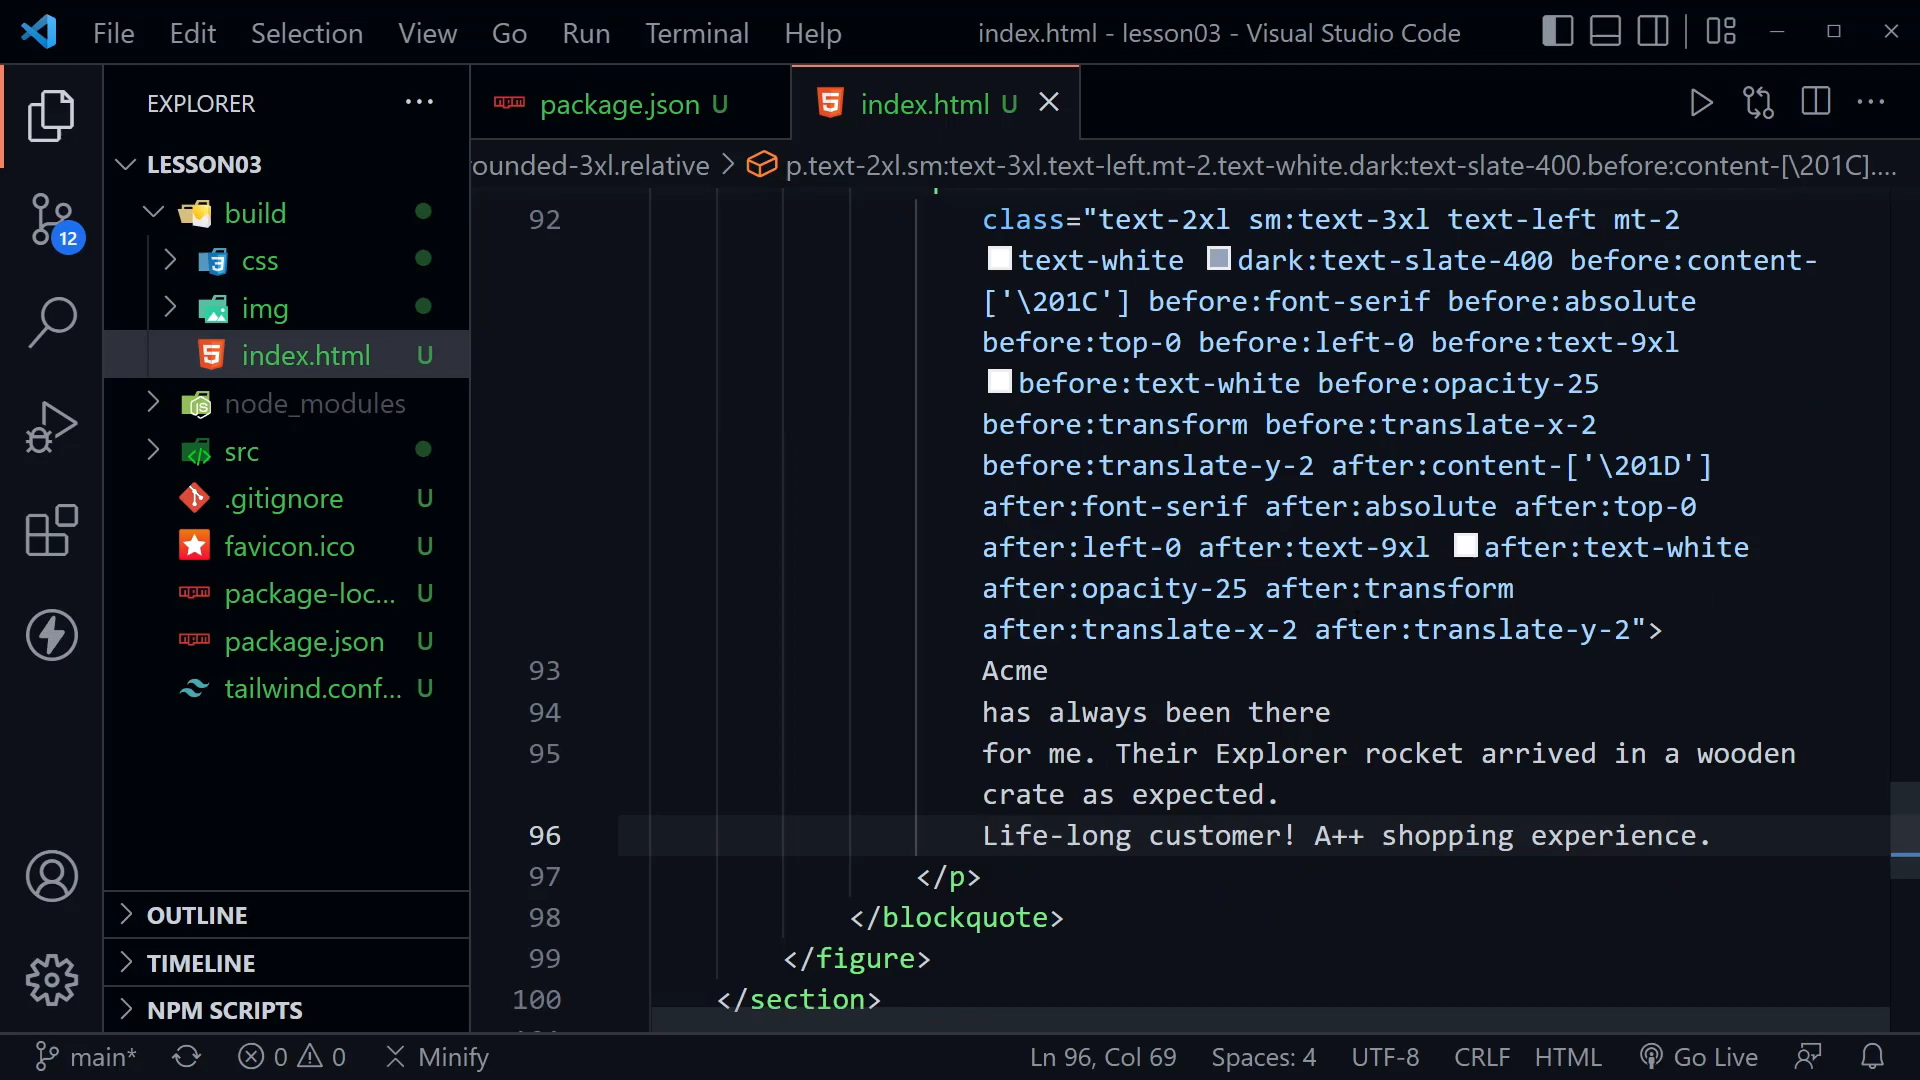 File Edit Selection View Go Run Terminal Help
index.html - lesson03 - Visual Studio Code
EXPLORER
package.json U
index.html U
LESSON03
ounded-3xl.relative > p.text-2xl.sm:text-3xl.text-left.mt-2.text-white.dark:text-slate-400.before:content-[\201C]....
build
css
img
index.html U
node_modules
src
.gitignore U
favicon.ico U
package-loc... U
package.json U
tailwind.conf... U
12
OUTLINE
TIMELINE
NPM SCRIPTS
92 class="text-2xl sm:text-3xl text-left mt-2
text-white dark:text-slate-400 before:content-
['\201C'] before:font-serif before:absolute
before:top-0 before:left-0 before:text-9xl
before:text-white before:opacity-25
before:transform before:translate-x-2
before:translate-y-2 after:content-['\201D']
after:font-serif after:absolute after:top-0
after:left-0 after:text-9xl after:text-white
after:opacity-25 after:transform
after:translate-x-2 after:translate-y-2">
93 Acme
94 has always been there
95 for me. Their Explorer rocket arrived in a wooden
crate as expected.
96 Life-long customer! A++ shopping experience.
97 </p>
98 </blockquote>
99 </figure>
100 </section>
main* 0 0 Minify
Ln 96, Col 69 Spaces: 4 UTF-8 CRLF HTML Go Live